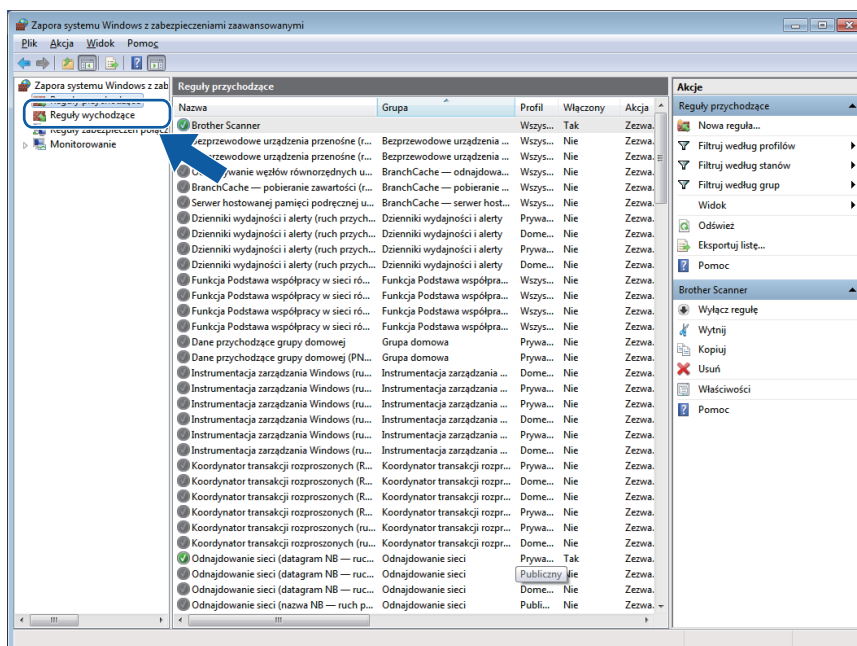 Zapora systemu Windows z zabezpieczeniami zaawansowanymi
Plik Akcja Widok Pomoc
Zapora systemu Windows z zab
Reguły przychodzące
Reguły wychodzące
Reguły zabezpieczeń połącz
Monitorowanie
Reguły przychodzące
Nazwa Grupa Profil Włączony Akcja
Brother Scanner Wszys... Tak Zezwa.
Bezprzewodowe urządzenia przenośne (r... Bezprzewodowe urządzenia ... Wszys... Nie Zezwa.
urządzenia przenośne (r... Bezprzewodowe urządzenia ... Wszys... Nie Zezwa.
węzłów równorzędnych u... BranchCache — odnajdowa... Wszys... Nie Zezwa.
BranchCache — pobieranie zawartości (r... BranchCache — pobieranie ... Wszys... Nie Zezwa.
Serwer hostowanej pamięci podręcznej u... BranchCache — serwer host... Wszys... Nie Zezwa.
Dzienniki wydajności i alerty (ruch przych... Dzienniki wydajności i alerty Prywa... Nie Zezwa.
Dzienniki wydajności i alerty (ruch przych... Dzienniki wydajności i alerty Dome... Nie Zezwa.
Dzienniki wydajności i alerty (ruch przych... Dzienniki wydajności i alerty Prywa... Nie Zezwa.
Dzienniki wydajności i alerty (ruch przych... Dzienniki wydajności i alerty Dome... Nie Zezwa.
Funkcja Podstawa współpracy w sieci ró... Funkcja Podstawa współpra... Wszys... Nie Zezwa.
Funkcja Podstawa współpracy w sieci ró... Funkcja Podstawa współpra... Wszys... Nie Zezwa.
Funkcja Podstawa współpracy w sieci ró... Funkcja Podstawa współpra... Wszys... Nie Zezwa.
Funkcja Podstawa współpracy w sieci ró... Funkcja Podstawa współpra... Wszys... Nie Zezwa.
Dane przychodzące grupy domowej Grupa domowa Prywa... Nie Zezwa.
Dane przychodzące grupy domowej (PN... Grupa domowa Prywa... Nie Zezwa.
Instrumentacja zarządzania Windows (ru... Instrumentacja zarządzania ... Dome... Nie Zezwa.
Instrumentacja zarządzania Windows (ru... Instrumentacja zarządzania ... Prywa... Nie Zezwa.
Instrumentacja zarządzania Windows (ru... Instrumentacja zarządzania ... Dome... Nie Zezwa.
Instrumentacja zarządzania Windows (ru... Instrumentacja zarządzania ... Prywa... Nie Zezwa.
Instrumentacja zarządzania Windows (ru... Instrumentacja zarządzania ... Prywa... Nie Zezwa.
Instrumentacja zarządzania Windows (ru... Instrumentacja zarządzania ... Dome... Nie Zezwa.
Koordynator transakcji rozproszonych (R... Koordynator transakcji rozpr... Prywa... Nie Zezwa.
Koordynator transakcji rozproszonych (R... Koordynator transakcji rozpr... Dome... Nie Zezwa.
Koordynator transakcji rozproszonych (R... Koordynator transakcji rozpr... Dome... Nie Zezwa.
Koordynator transakcji rozproszonych (R... Koordynator transakcji rozpr... Prywa... Nie Zezwa.
Koordynator transakcji rozproszonych (ru... Koordynator transakcji rozpr... Prywa... Nie Zezwa.
Koordynator transakcji rozproszonych (ru... Koordynator transakcji rozpr... Dome... Nie Zezwa.
Odnajdowanie sieci (datagram NB — ruc... Odnajdowanie sieci Prywa... Tak Zezwa.
Odnajdowanie sieci (datagram NB — ruc... Odnajdowanie sieci Publiczny Nie Zezwa.
Odnajdowanie sieci (datagram NB — ruc... Odnajdowanie sieci Dome... Nie Zezwa.
Odnajdowanie sieci (nazwa NB — ruch p... Odnajdowanie sieci Publi... Nie Zezwa.
Akcje
Reguły przychodzące
Nowa reguła...
Filtruj według profilów
Filtruj według stanów
Filtruj według grup
Widok
Odśwież
Eksportuj listę...
Pomoc
Brother Scanner
Wyłącz regułę
Wytnij
Kopiuj
Usuń
Właściwości
Pomoc